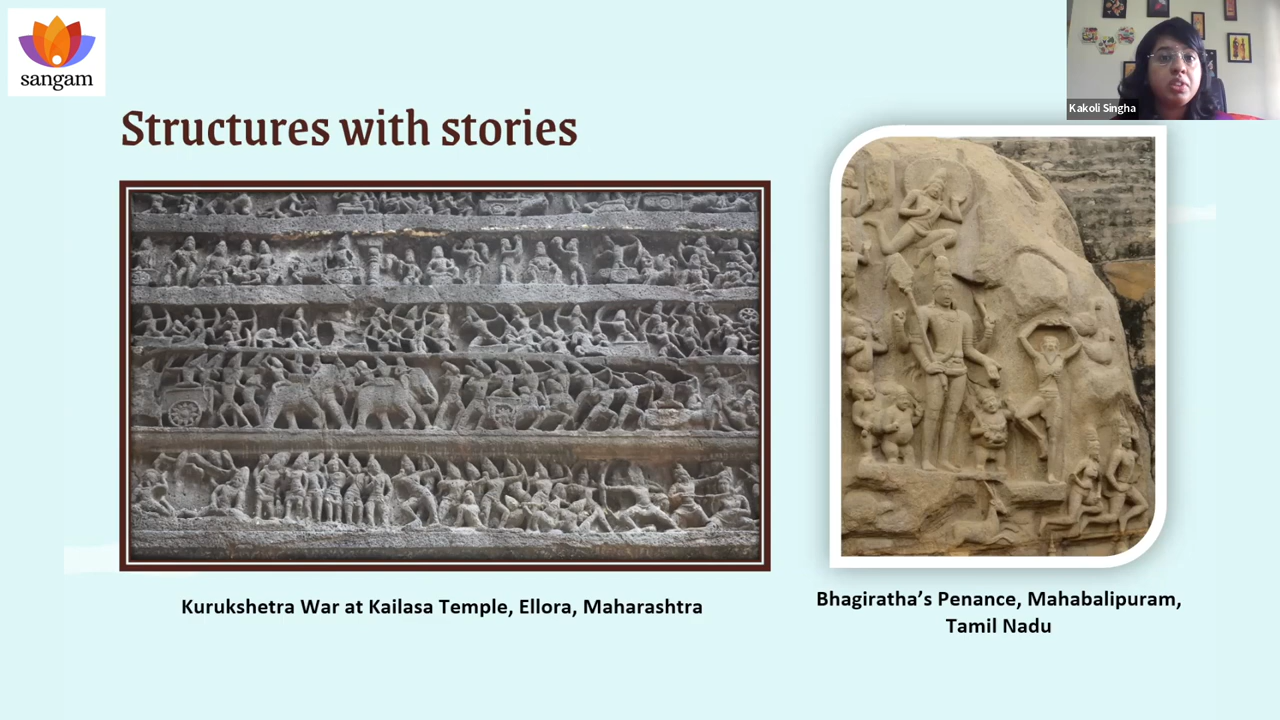 sangam
Kakoli Singha
Structures with stories
Kurukshetra War at Kailasa Temple, Ellora, Maharashtra
Bhagiratha’s Penance, Mahabalipuram,
Tamil Nadu